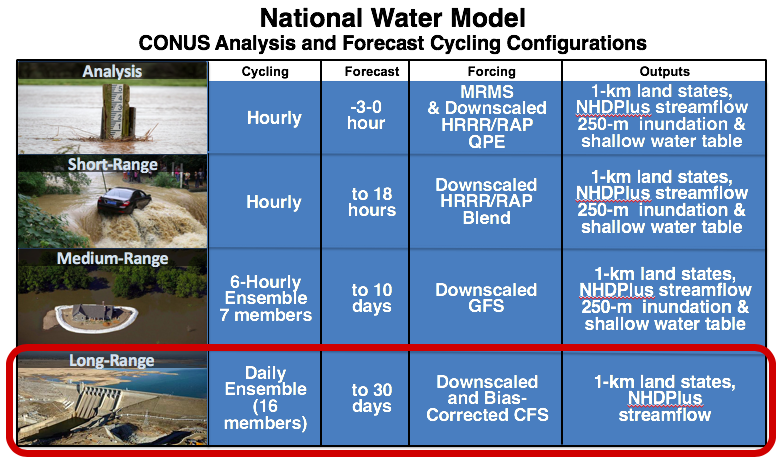 National Water Model
CONUS Analysis and Forecast Cycling Configurations
Analysis
Cycling
Forecast
Forcing
Outputs
Hourly
-3-0
hour
MRMS
& Downscaled
HRRR/RAP
QPE
1-km land states,
NHDPlus streamflow
250-m inundation &
shallow water table
Short-Range
Hourly
to 18
hours
Downscaled
HRRR/RAP
Blend
1-km land states,
NHDPlus streamflow
250-m inundation &
shallow water table
Medium-Range
6-Hourly
Ensemble
7 members
to 10
days
Downscaled
GFS
1-km land states,
NHDPlus streamflow
250-m inundation &
shallow water table
Long-Range
Daily
Ensemble
(16
members)
to 30
days
Downscaled
and Bias-
Corrected CFS
1-km land states,
NHDPlus
streamflow